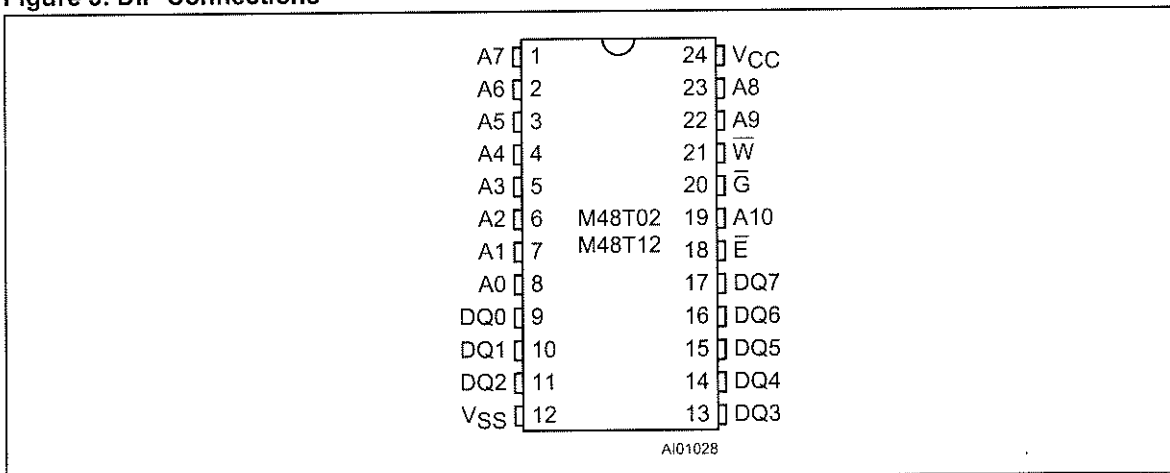 Figure 3. DIP Connections
A7 1 24 VCC
A6 2 23 A8
A5 3 22 A9
A4 4 21 W̅
A3 5 20 G̅
A2 6 M48T02 19 A10
A1 7 M48T12 18 E̅
A0 8 17 DQ7
DQ0 9 16 DQ6
DQ1 10 15 DQ5
DQ2 11 14 DQ4
VSS 12 13 DQ3
AI01028